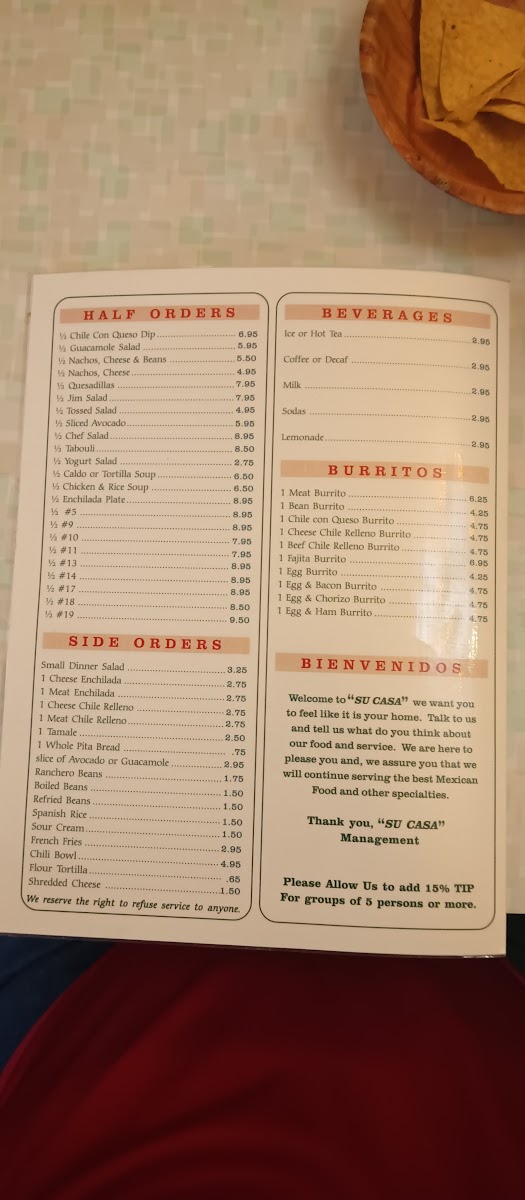 HALF ORDERS
½ Chile Con Queso Dip 6.95
½ Guacamole Salad 5.95
½ Nachos, Cheese & Beans 5.50
½ Nachos, Cheese 4.95
½ Quesadillas 7.95
½ Jim Salad 7.95
½ Tossed Salad 4.95
½ Sliced Avocado 5.95
½ Chef Salad 8.95
½ Tabouli 8.50
½ Yogurt Salad 2.75
½ Caldo or Tortilla Soup 6.50
½ Chicken & Rice Soup 6.50
½ Enchilada Plate 8.95
½ #5 8.95
½ #9 8.95
½ #10 7.95
½ #11 7.95
½ #13 8.95
½ #14 8.95
½ #17 8.95
½ #18 8.50
½ #19 9.50
SIDE ORDERS
Small Dinner Salad 3.25
1 Cheese Enchilada 2.75
1 Meat Enchilada 2.75
1 Cheese Chile Relleno 2.75
1 Meat Chile Relleno 2.75
1 Tamale 2.50
1 Whole Pita Bread .75
slice of Avocado or Guacamole 2.95
Ranchero Beans 1.75
Boiled Beans 1.50
Refried Beans 1.50
Spanish Rice 1.50
Sour Cream 1.50
French Fries 2.95
Chili Bowl 4.95
Flour Tortilla .65
Shredded Cheese 1.50
We reserve the right to refuse service to anyone.
BEVERAGES
Ice or Hot Tea 2.95
Coffee or Decaf 2.95
Milk 2.95
Sodas 2.95
Lemonade 2.95
BURRITOS
1 Meat Burrito 6.25
1 Bean Burrito 4.25
1 Chile con Queso Burrito 4.75
1 Cheese Chile Relleno Burrito 4.75
1 Beef Chile Relleno Burrito 4.75
1 Fajita Burrito 6.95
1 Egg Burrito 4.25
1 Egg & Bacon Burrito 4.75
1 Egg & Chorizo Burrito 4.75
1 Egg & Ham Burrito 4.75
BIENVENIDOS
Welcome to "SU CASA" we want you
to feel like it is your home. Talk to us
and tell us what do you think about
our food and service. We are here to
please you and, we assure you that we
will continue serving the best Mexican
Food and other specialties.
Thank you, "SU CASA"
Management
Please Allow Us to add 15% TIP
For groups of 5 persons or more.